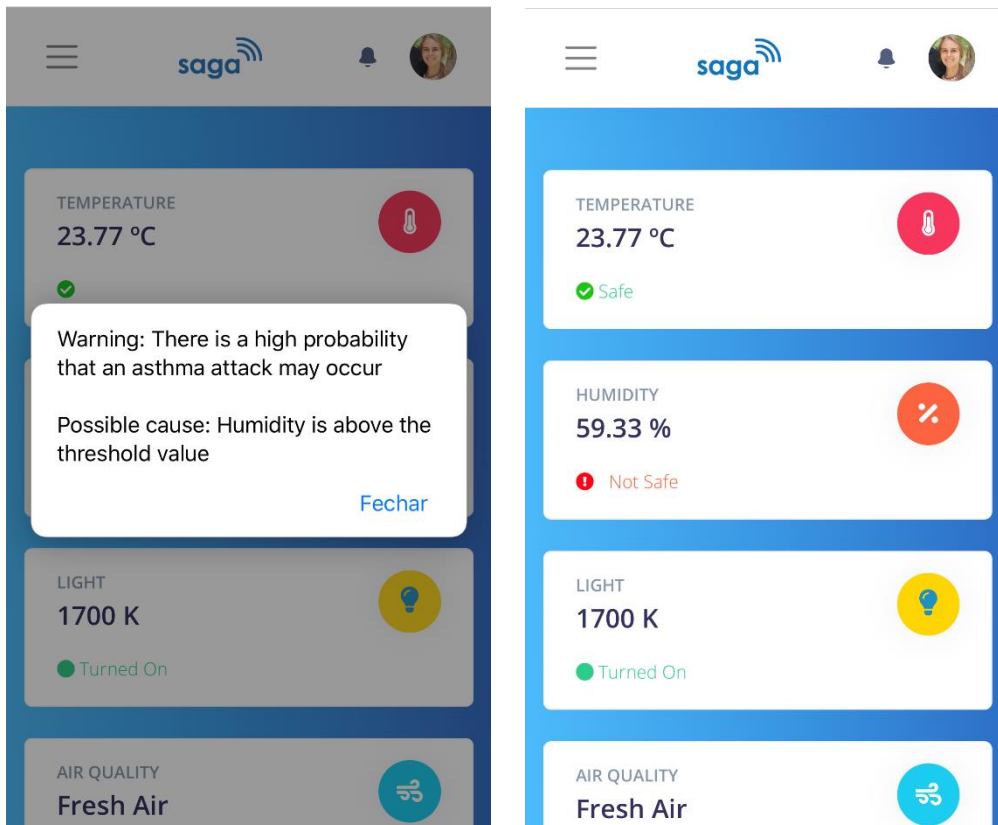 saga
TEMPERATURE
23.77 ºC
Warning: There is a high probability
that an asthma attack may occur
Possible cause: Humidity is above the
threshold value
Fechar
LIGHT
1700 K
Turned On
AIR QUALITY
Fresh Air
saga
TEMPERATURE
23.77 ºC
Safe
HUMIDITY
59.33 %
Not Safe
LIGHT
1700 K
Turned On
AIR QUALITY
Fresh Air